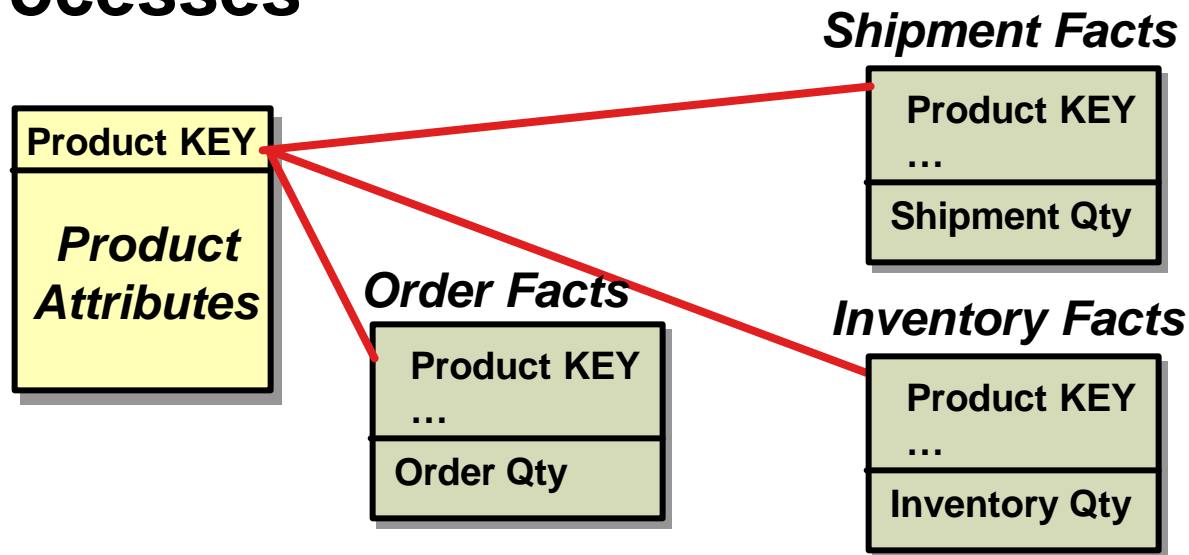 ocesses
Product KEY
Product
Attributes
Order Facts
Product KEY
…
Order Qty
Shipment Facts
Product KEY
…
Shipment Qty
Inventory Facts
Product KEY
…
Inventory Qty